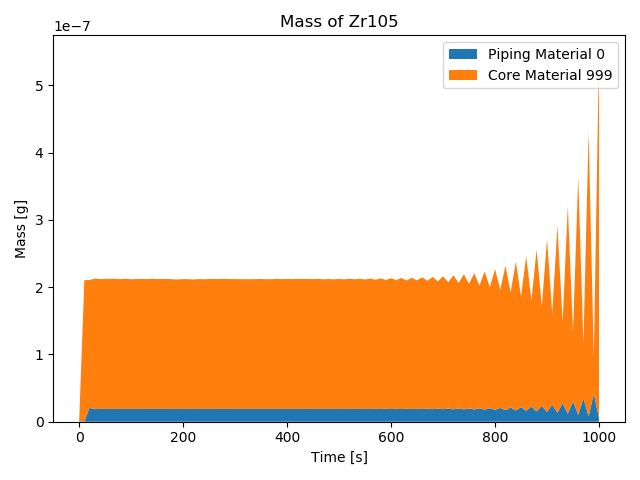 Mass of Zr105
1e−7
Piping Material 0
Core Material 999
5
4
3
2
1
0
Mass [g]
0 200 400 600 800 1000
Time [s]